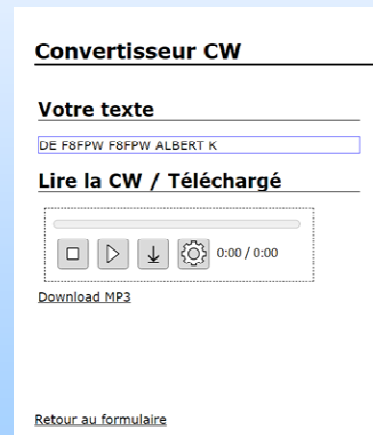 Convertisseur CW
Votre texte
DE F8FPW F8FPW ALBERT K
Lire la CW / Téléchargé
0:00 / 0:00
Download MP3
Retour au formulaire